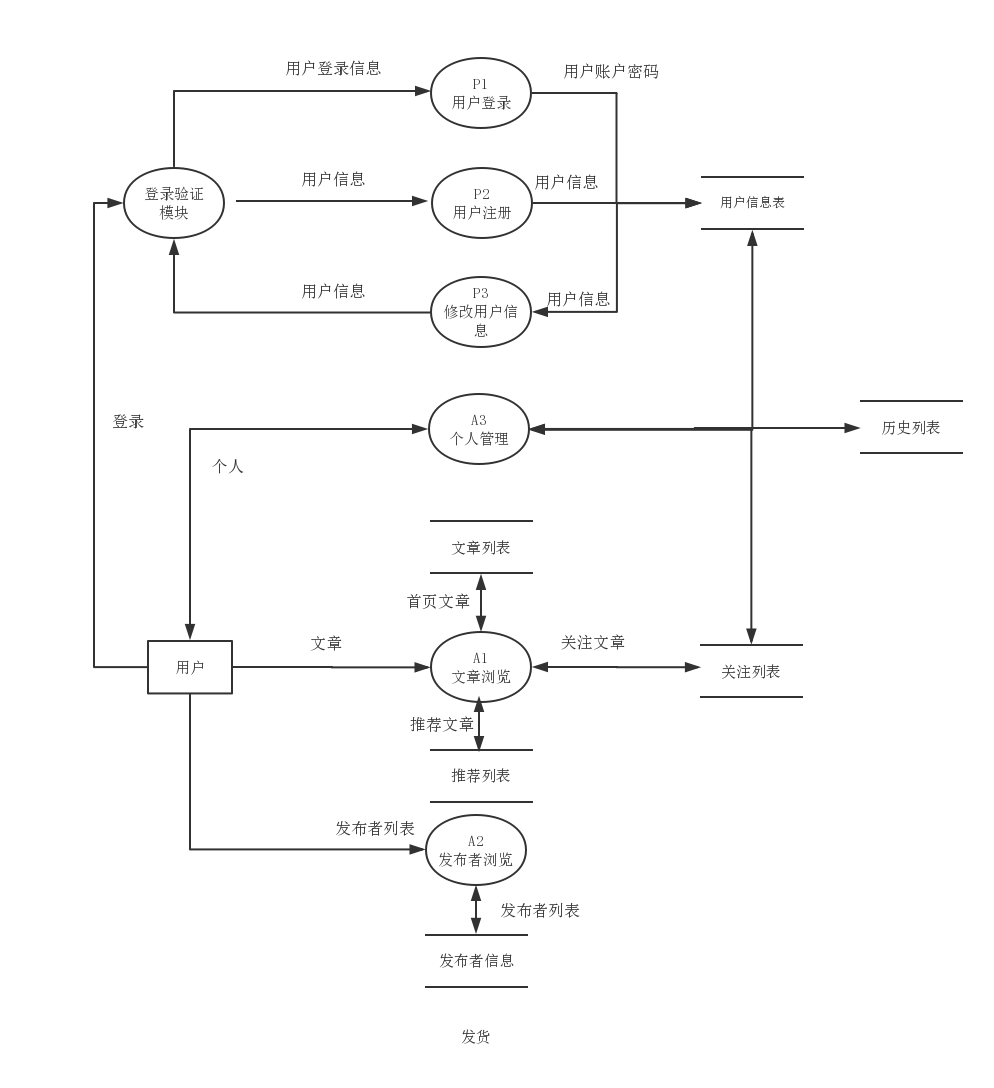 用户登录信息
P1
用户登录
用户账户密码
登录验证
模块
用户信息
P2
用户注册
用户信息
用户信息表
用户信息
P3
修改用户信
息
用户信息
登录
A3
个人管理
历史列表
个人
文章列表
首页文章
用户
文章
A1
文章浏览
关注文章
关注列表
推荐文章
推荐列表
发布者列表
A2
发布者浏览
发布者列表
发布者信息
发货